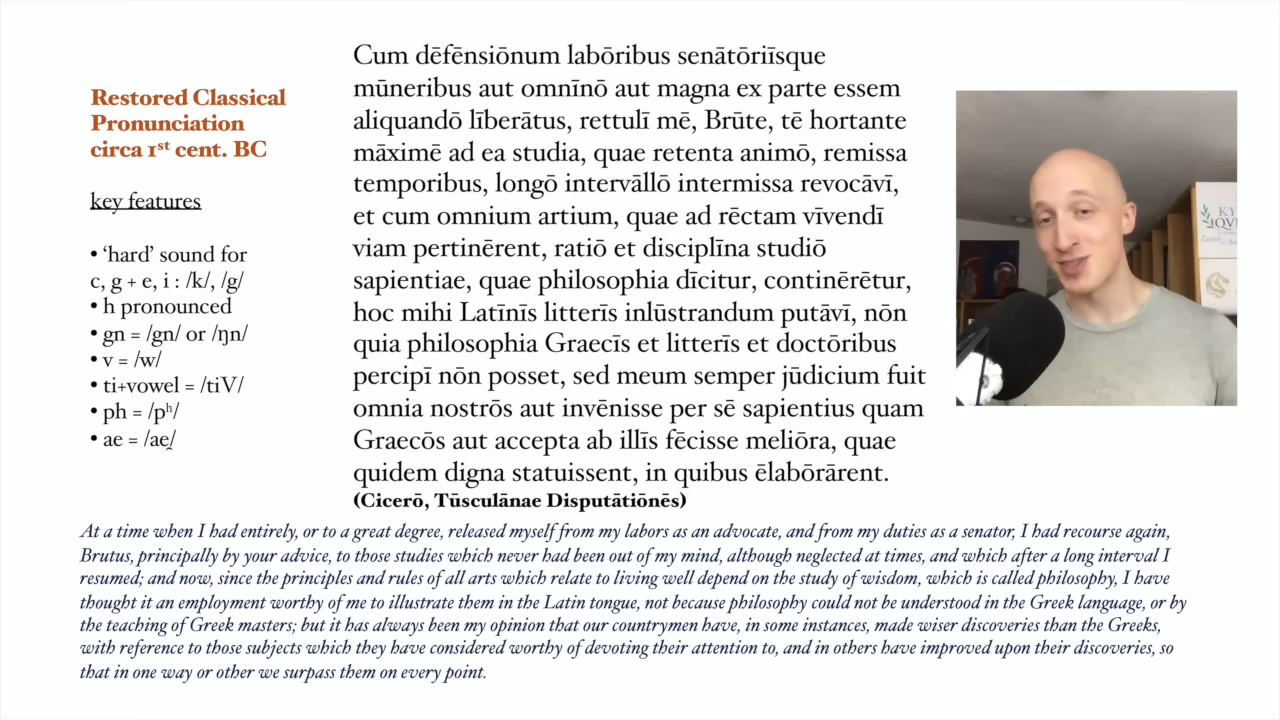 Restored Classical
Pronunciation
circa 1st cent. BC
key features
• ‘hard’ sound for
c, g + e, i : /k/, /g/
• h pronounced
• gn = /gn/ or /ŋn/
• v = /w/
• ti+vowel = /tiV/
• ph = /pʰ/
• ae = /ae̯/
Cum dēfēnsiōnum labōribus senātōriīsque
mūneribus aut omnīnō aut magna ex parte essem
aliquandō līberātus, rettulī mē, Brūte, tē hortante
māximē ad ea studia, quae retenta animō, remissa
temporibus, longō intervāllō intermissa revocāvī,
et cum omnium artium, quae ad rēctam vīvendī
viam pertinērent, ratiō et disciplīna studiō
sapientiae, quae philosophia dīcitur, continērētur,
hoc mihi Latīnīs litterīs inlūstrandum putāvī, nōn
quia philosophia Graecīs et litterīs et doctōribus
percipī nōn posset, sed meum semper jūdicium fuit
omnia nostrōs aut invēnisse per sē sapientius quam
Graecōs aut accepta ab illīs fēcisse meliōra, quae
quidem digna statuissent, in quibus ēlabōrārent.
(Cicerō, Tūsculānae Disputātiōnēs)
At a time when I had entirely, or to a great degree, released myself from my labors as an advocate, and from my duties as a senator, I had recourse again,
Brutus, principally by your advice, to those studies which never had been out of my mind, although neglected at times, and which after a long interval I
resumed; and now, since the principles and rules of all arts which relate to living well depend on the study of wisdom, which is called philosophy, I have
thought it an employment worthy of me to illustrate them in the Latin tongue, not because philosophy could not be understood in the Greek language, or by
the teaching of Greek masters; but it has always been my opinion that our countrymen have, in some instances, made wiser discoveries than the Greeks,
with reference to those subjects which they have considered worthy of devoting their attention to, and in others have improved upon their discoveries, so
that in one way or other we surpass them on every point.